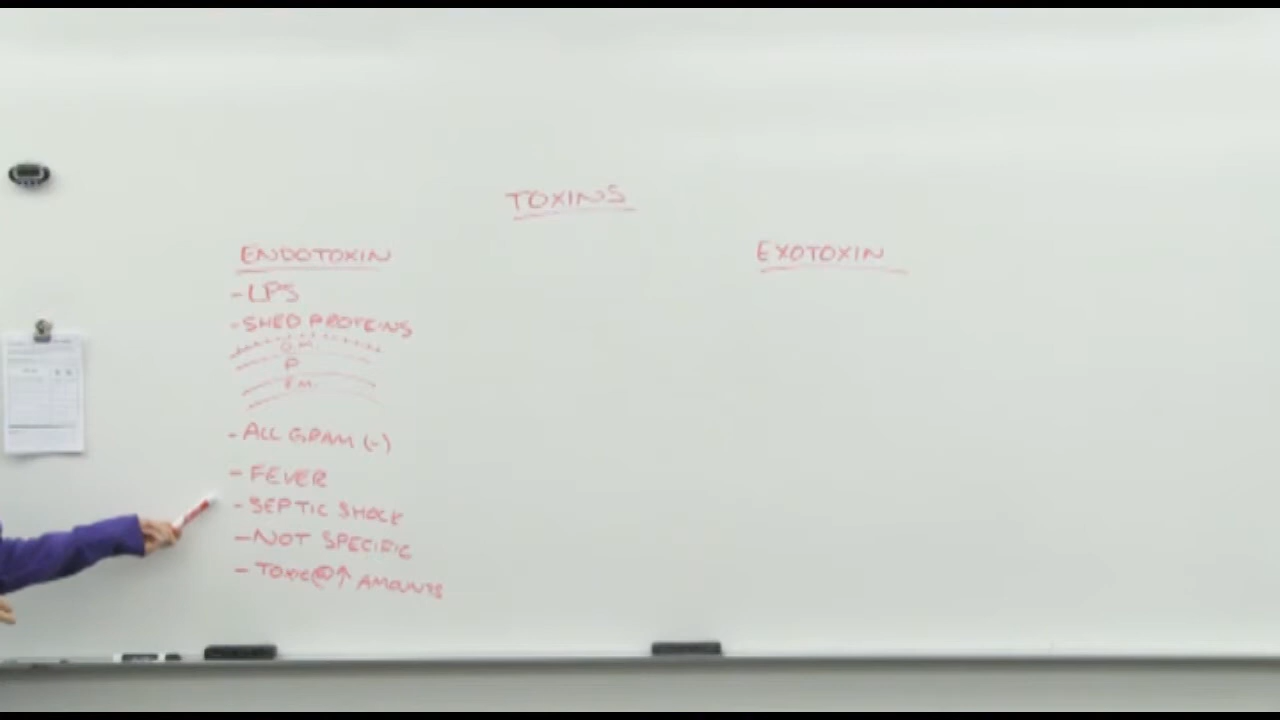 TOXINS
ENDOTOXIN
- LPS
- SHED PROTEINS
O.M.
P
- ALL GRAM (-)
- FEVER
- SEPTIC SHOCK
- NOT SPECIFIC
- TOXIC @ ↑ AMOUNTS
EXOTOXIN